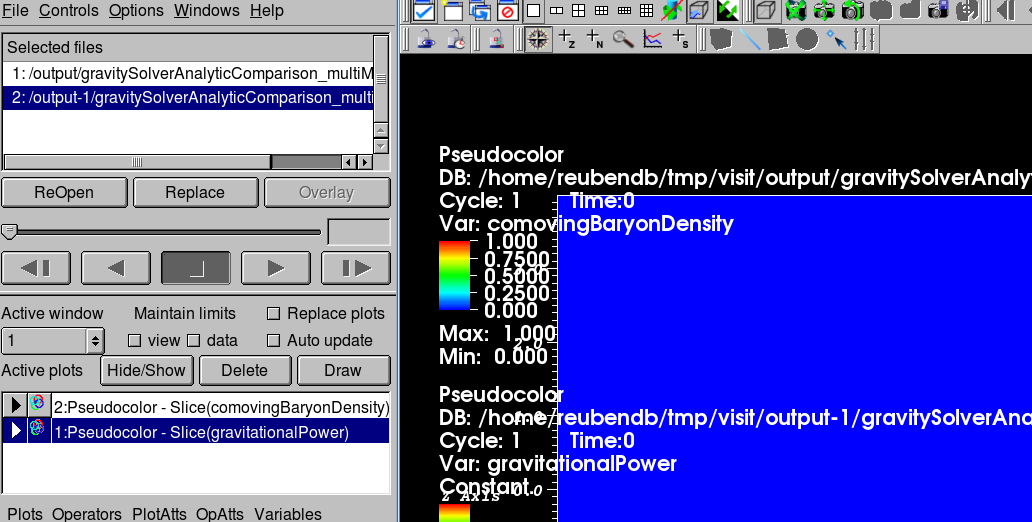 File Controls Options Windows Help
Selected files
1: /output/gravitySolverAnalyticComparison_multiM
2: /output-1/gravitySolverAnalyticComparison_multi
ReOpen Replace Overlay
Active window Maintain limits Replace plots
1 view data Auto update
Active plots Hide/Show Delete Draw
2:Pseudocolor - Slice(comovingBaryonDensity)
1:Pseudocolor - Slice(gravitationalPower)
Plots Operators PlotAtts OpAtts Variables
Z N S
Pseudocolor
DB: /home/reubendb/tmp/visit/output/gravitySolverAnaly
Cycle: 1 Time:0
Var: comovingBaryonDensity
1.000
0.7500
0.5000
0.2500
0.000
Max: 1.000
Min: 0.000
2.0
Pseudocolor
DB: /home/reubendb/tmp/visit/output-1/gravitySolverAna
Cycle: 1 Time:0
Var: gravitationalPower
Constant.
Z Axis 0.0